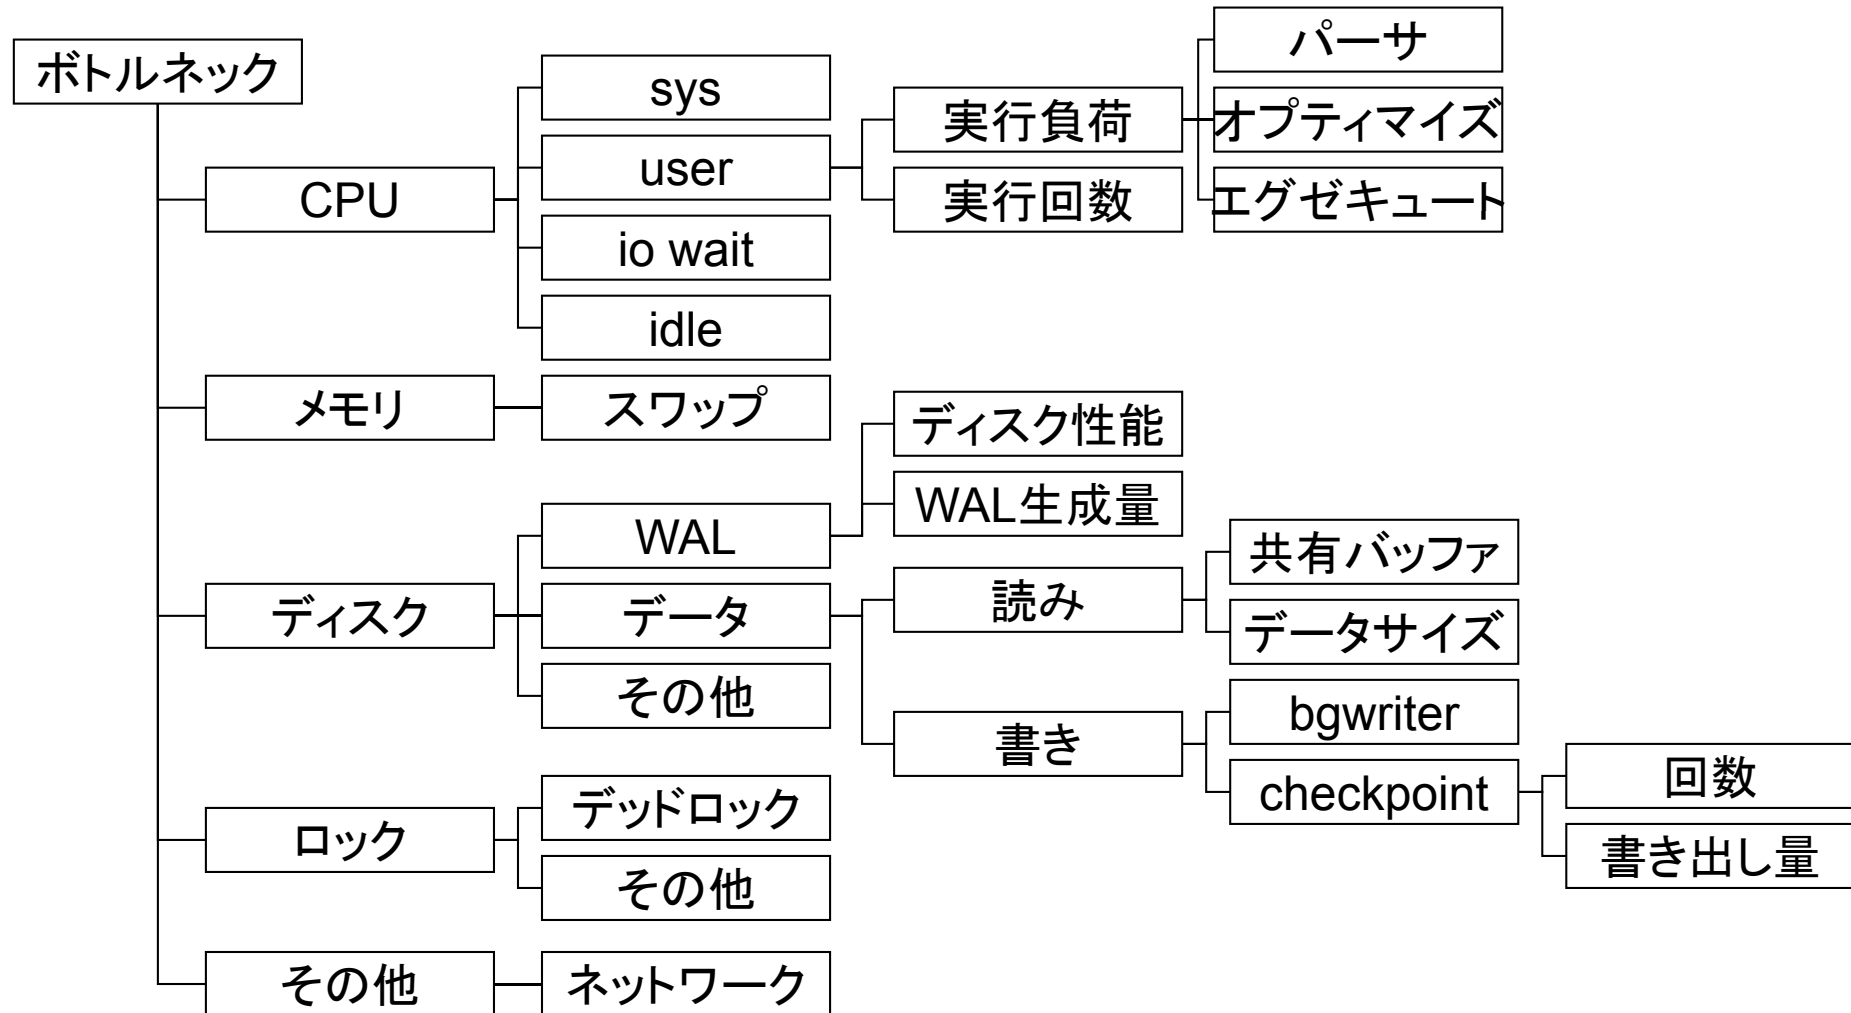 ボトルネック
CPU
sys
user
io wait
idle
実行負荷
実行回数
パーサ
オプティマイズ
エグゼキュート
メモリ
スワップ
ディスク
WAL
データ
その他
ディスク性能
WAL生成量
読み
書き
共有バッファ
データサイズ
bgwriter
checkpoint
回数
書き出し量
ロック
デッドロック
その他
その他
ネットワーク